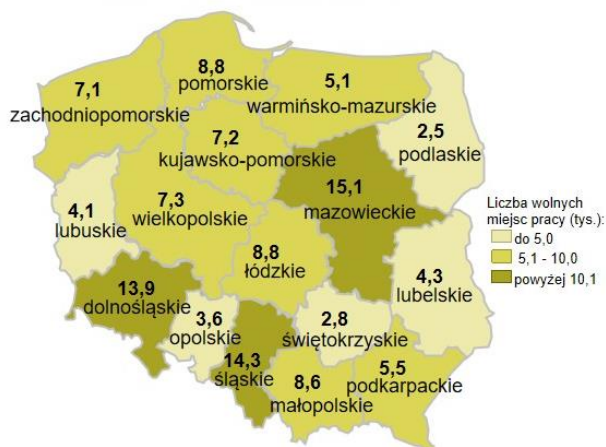 8,8
pomorskie
7,1
zachodniopomorskie
5,1
warmińsko-mazurskie
2,5
podlaskie
7,2
kujawsko-pomorskie
15,1
mazowieckie
7,3
wielkopolskie
4,1
lubuskie
8,8
łódzkie
13,9
dolnośląskie
4,3
lubelskie
3,6
opolskie
2,8
świętokrzyskie
14,3
śląskie
8,6
małopolskie
5,5
podkarpackie
Liczba wolnych
miejsc pracy (tys.):
do 5,0
5,1 - 10,0
powyżej 10,1